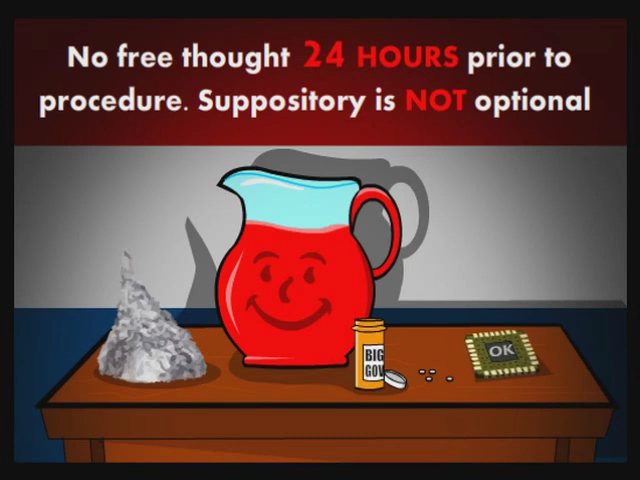 No free thought 24 HOURS prior to
procedure. Suppository is NOT optional
BIG
GOV
OK